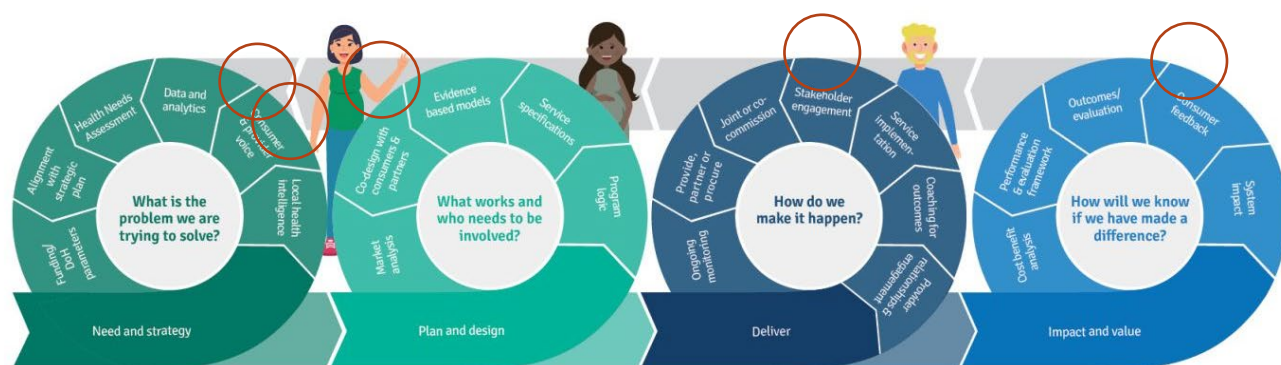 Funding/
DoH
parameters
Alignment
with
strategic
plan
Health Needs
Assessment
Data and
analytics
Consumer
& provider
voice
Local health
intelligence
What is the
problem we are
trying to solve?
Need and strategy
Market
analysis
Co-design with
consumers &
partners
Evidence
based models
Service
specifications
Program
logic
What works and
who needs to be
involved?
Plan and design
Ongoing
monitoring
Provide,
partner or
procure
Joint or co-
commission
Stakeholder
engagement
Service
implemen-
tation
Coaching for
outcomes
Provider
relationships &
engagement
How do we
make it happen?
Deliver
Cost benefit
analysis
Performance
& evaluation
framework
Outcomes/
evaluation
Consumer
feedback
System
impact
How will we know
if we have made a
difference?
Impact and value